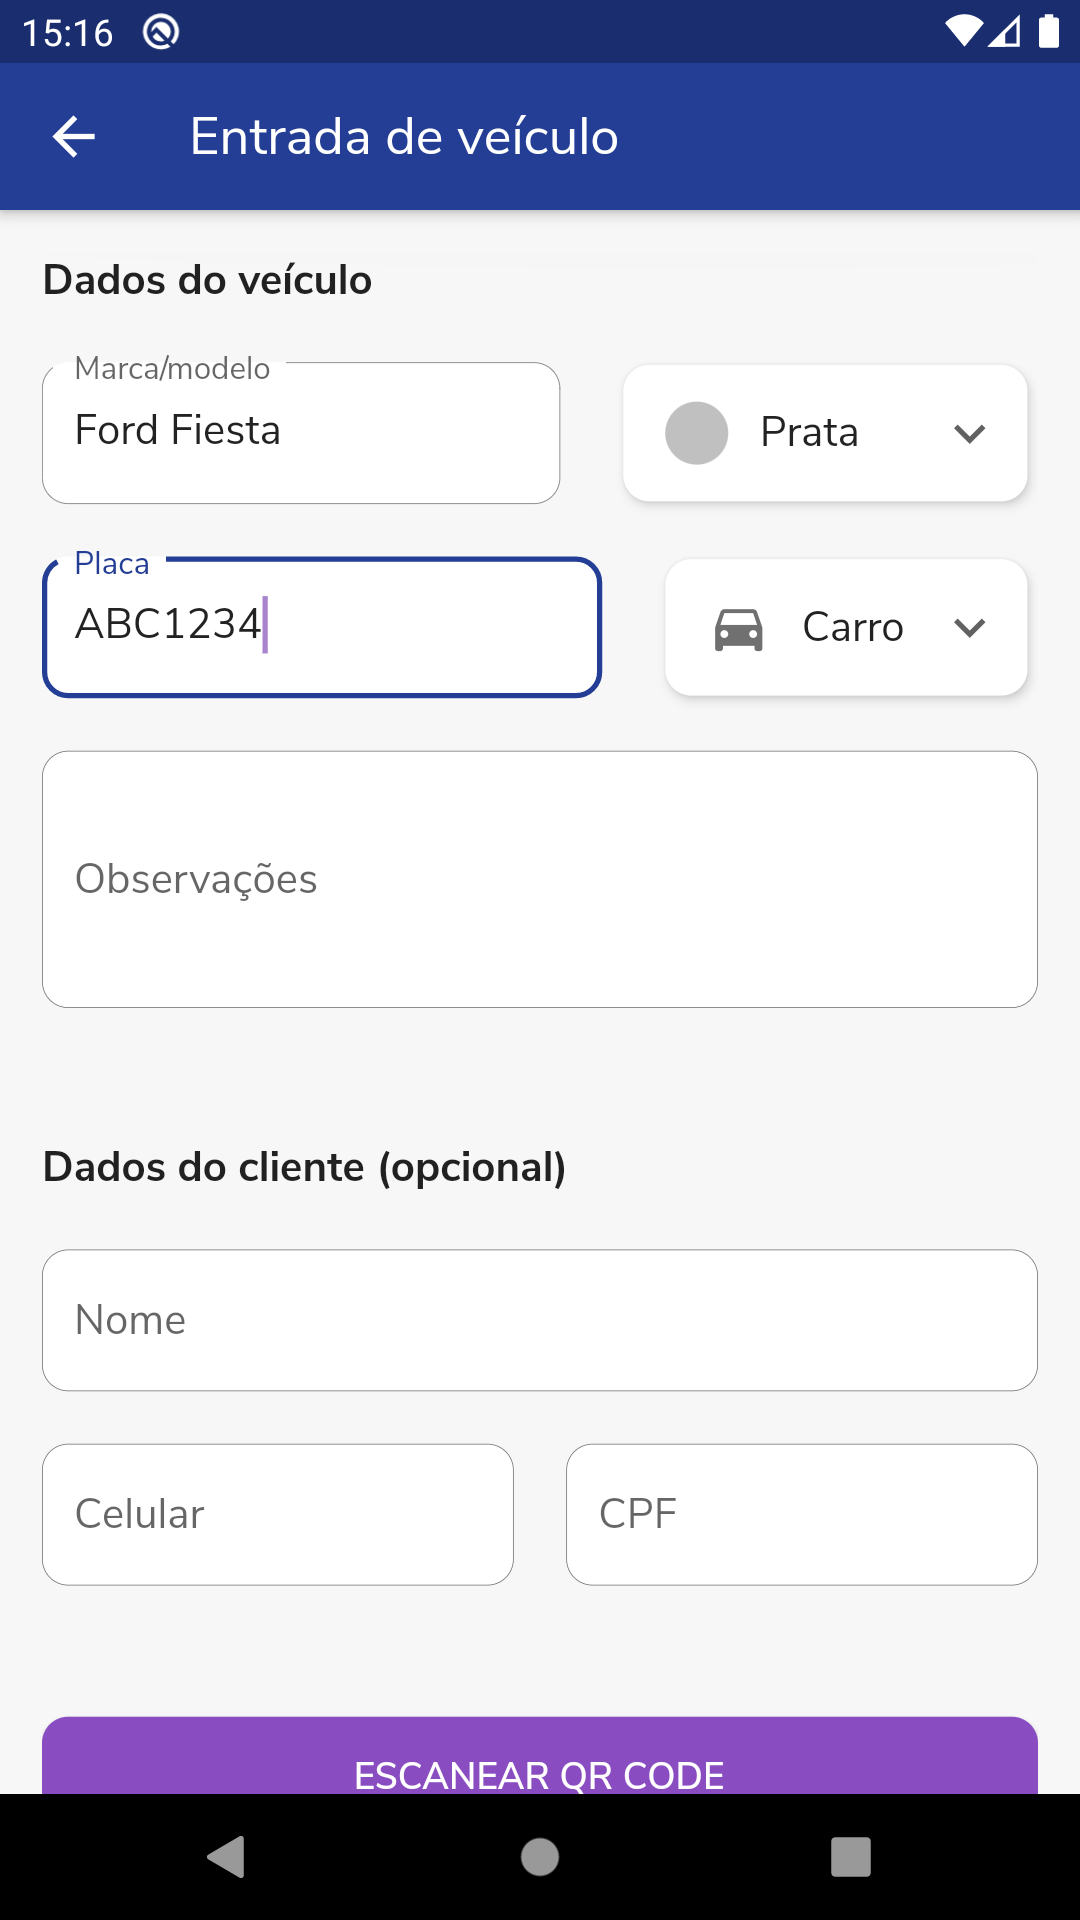 15:16
Entrada de veículo
Dados do veículo
Marca/modelo
Ford Fiesta
Prata
Placa
ABC1234
Carro
Observações
Dados do cliente (opcional)
Nome
Celular
CPF
ESCANEAR QR CODE